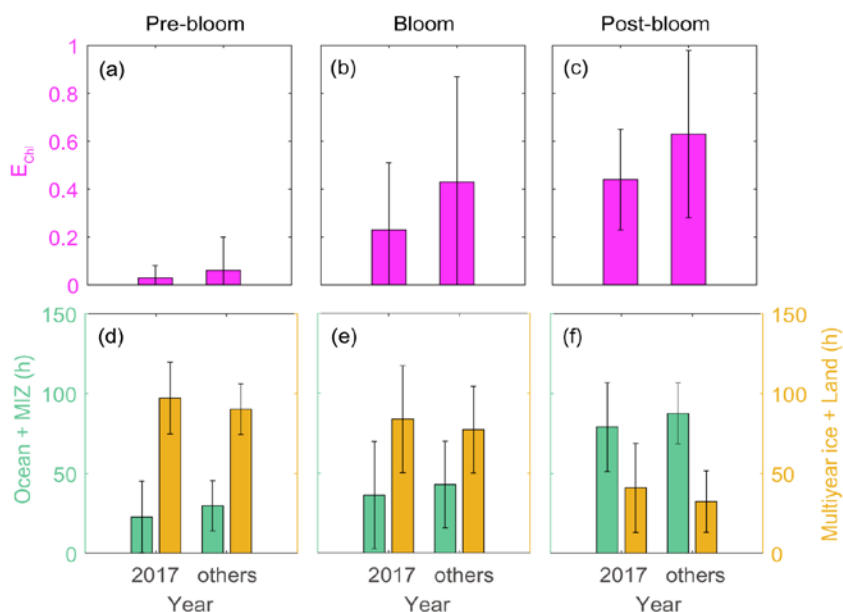 Pre-bloom Bloom Post-bloom
(a) (b) (c)
1
0.8
0.6
0.4
0.2
0
E_Chl
(d) (e) (f)
150 150
100 100
50 50
0 0
Ocean + MIZ (h)
Multiyear ice + Land (h)
2017 others 2017 others 2017 others
Year Year Year